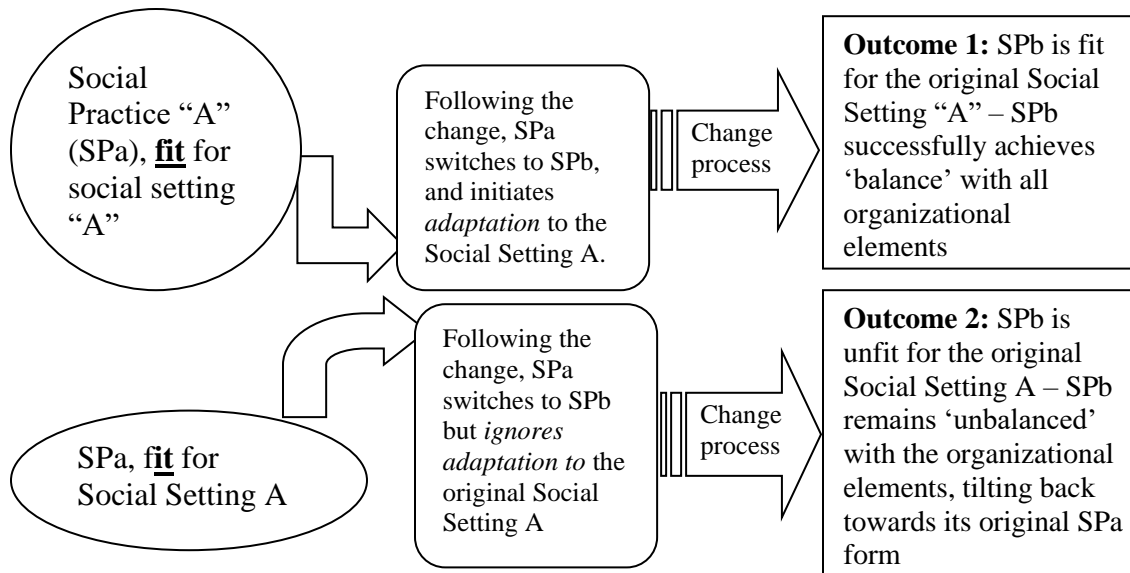 Social
Practice “A”
(SPa), fit for
social setting
“A”
Following the
change, SPa
switches to SPb,
and initiates
adaptation to the
Social Setting A.
Change
process
Outcome 1: SPb is fit
for the original Social
Setting “A” – SPb
successfully achieves
‘balance’ with all
organizational
elements
SPa, fit for
Social Setting A
Following the
change, SPa
switches to SPb
but ignores
adaptation to the
original Social
Setting A
Change
process
Outcome 2: SPb is
unfit for the original
Social Setting A – SPb
remains ‘unbalanced’
with the organizational
elements, tilting back
towards its original SPa
form